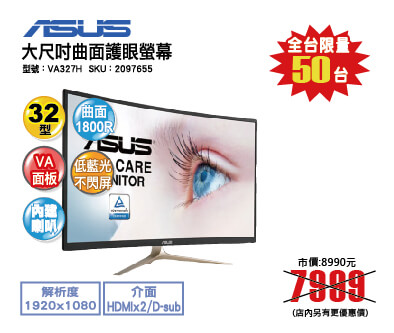 ASUS
大尺吋曲面護眼螢幕
型號：VA327H SKU：2097655
全台限量
50台
32
型
曲面
1800R
VA
面板
低藍光
不閃屏
內建
喇叭
ASUS
CARE
NITOR
ASUS
解析度
1920x1080
介面
HDMIx2/D-sub
市價:8990元
7989
(店內另有更優惠價)